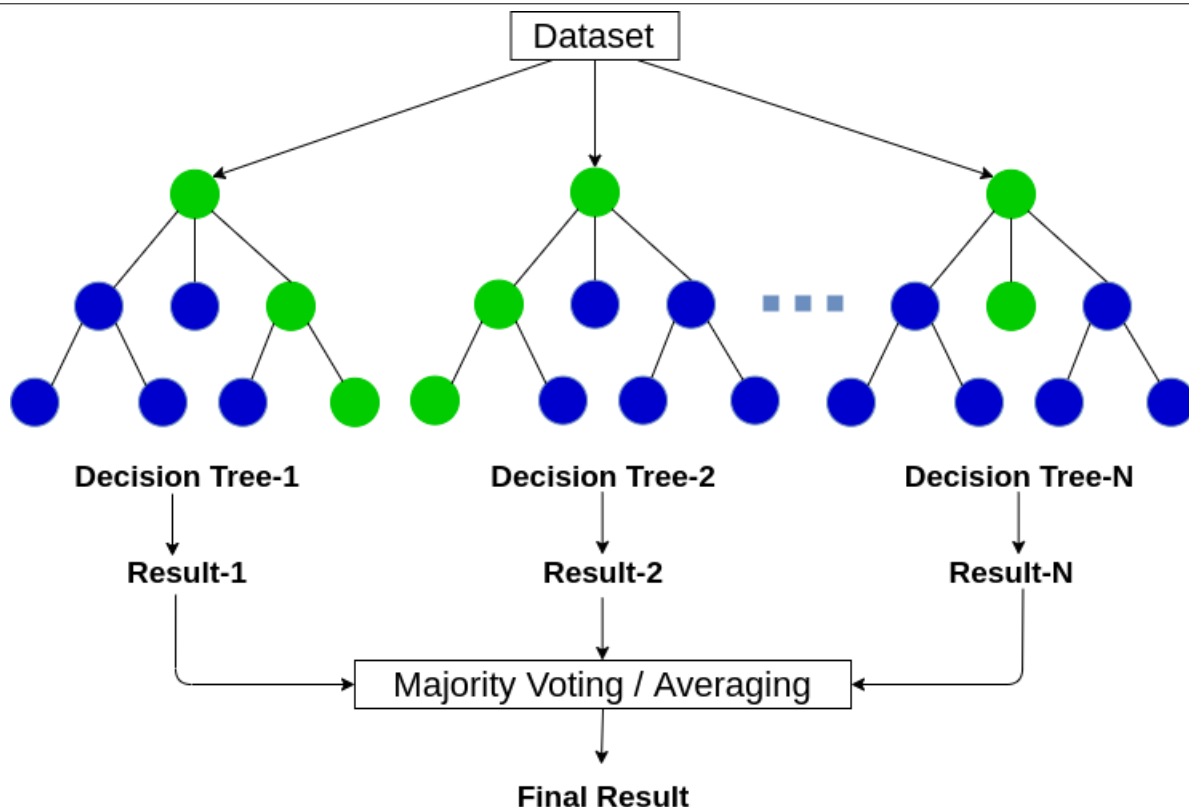 Dataset
Decision Tree-1
Decision Tree-2
Decision Tree-N
Result-1
Result-2
Result-N
Majority Voting / Averaging
Final Result